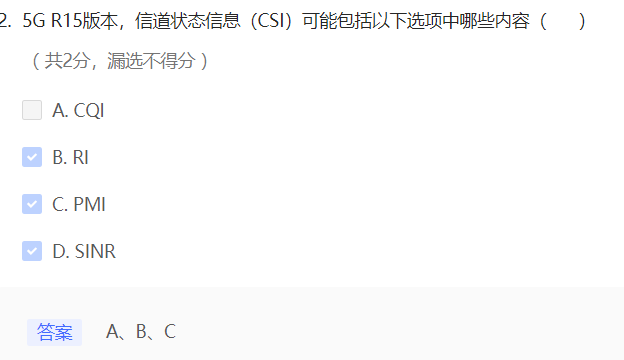 2. 5G R15版本，信道状态信息（CSI）可能包括以下选项中哪些内容（　　）
（ 共2分，漏选不得分 ）
A. CQI
B. RI
C. PMI
D. SINR
答案 A、B、C